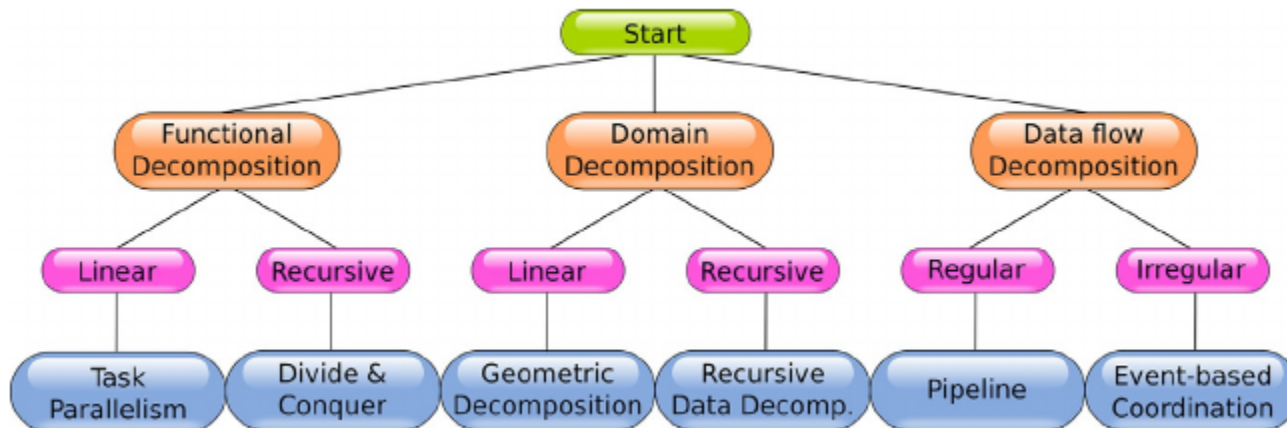 Start
Functional
Decomposition
Domain
Decomposition
Data flow
Decomposition
Linear
Recursive
Linear
Recursive
Regular
Irregular
Task
Parallelism
Divide &
Conquer
Geometric
Decomposition
Recursive
Data Decomp.
Pipeline
Event-based
Coordination